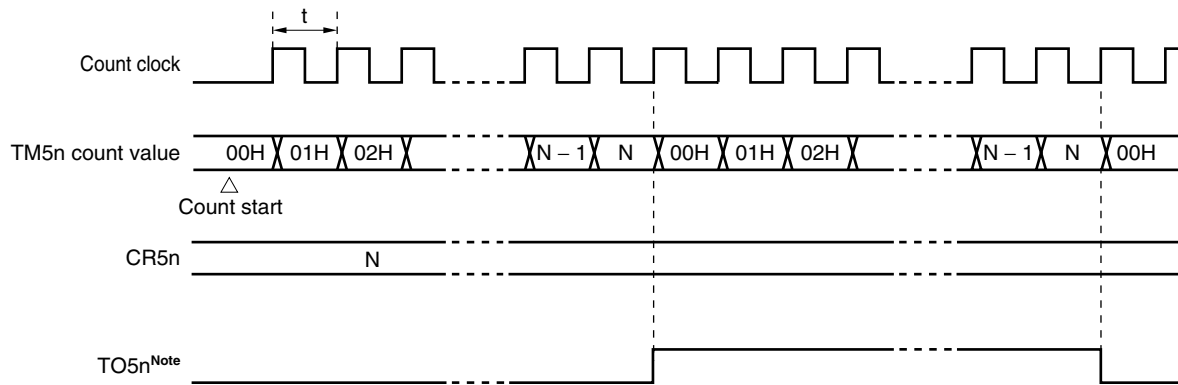 t
Count clock
TM5n count value 00H 01H 02H N – 1 N 00H 01H 02H N – 1 N 00H
Count start
CR5n N
TO5nNote